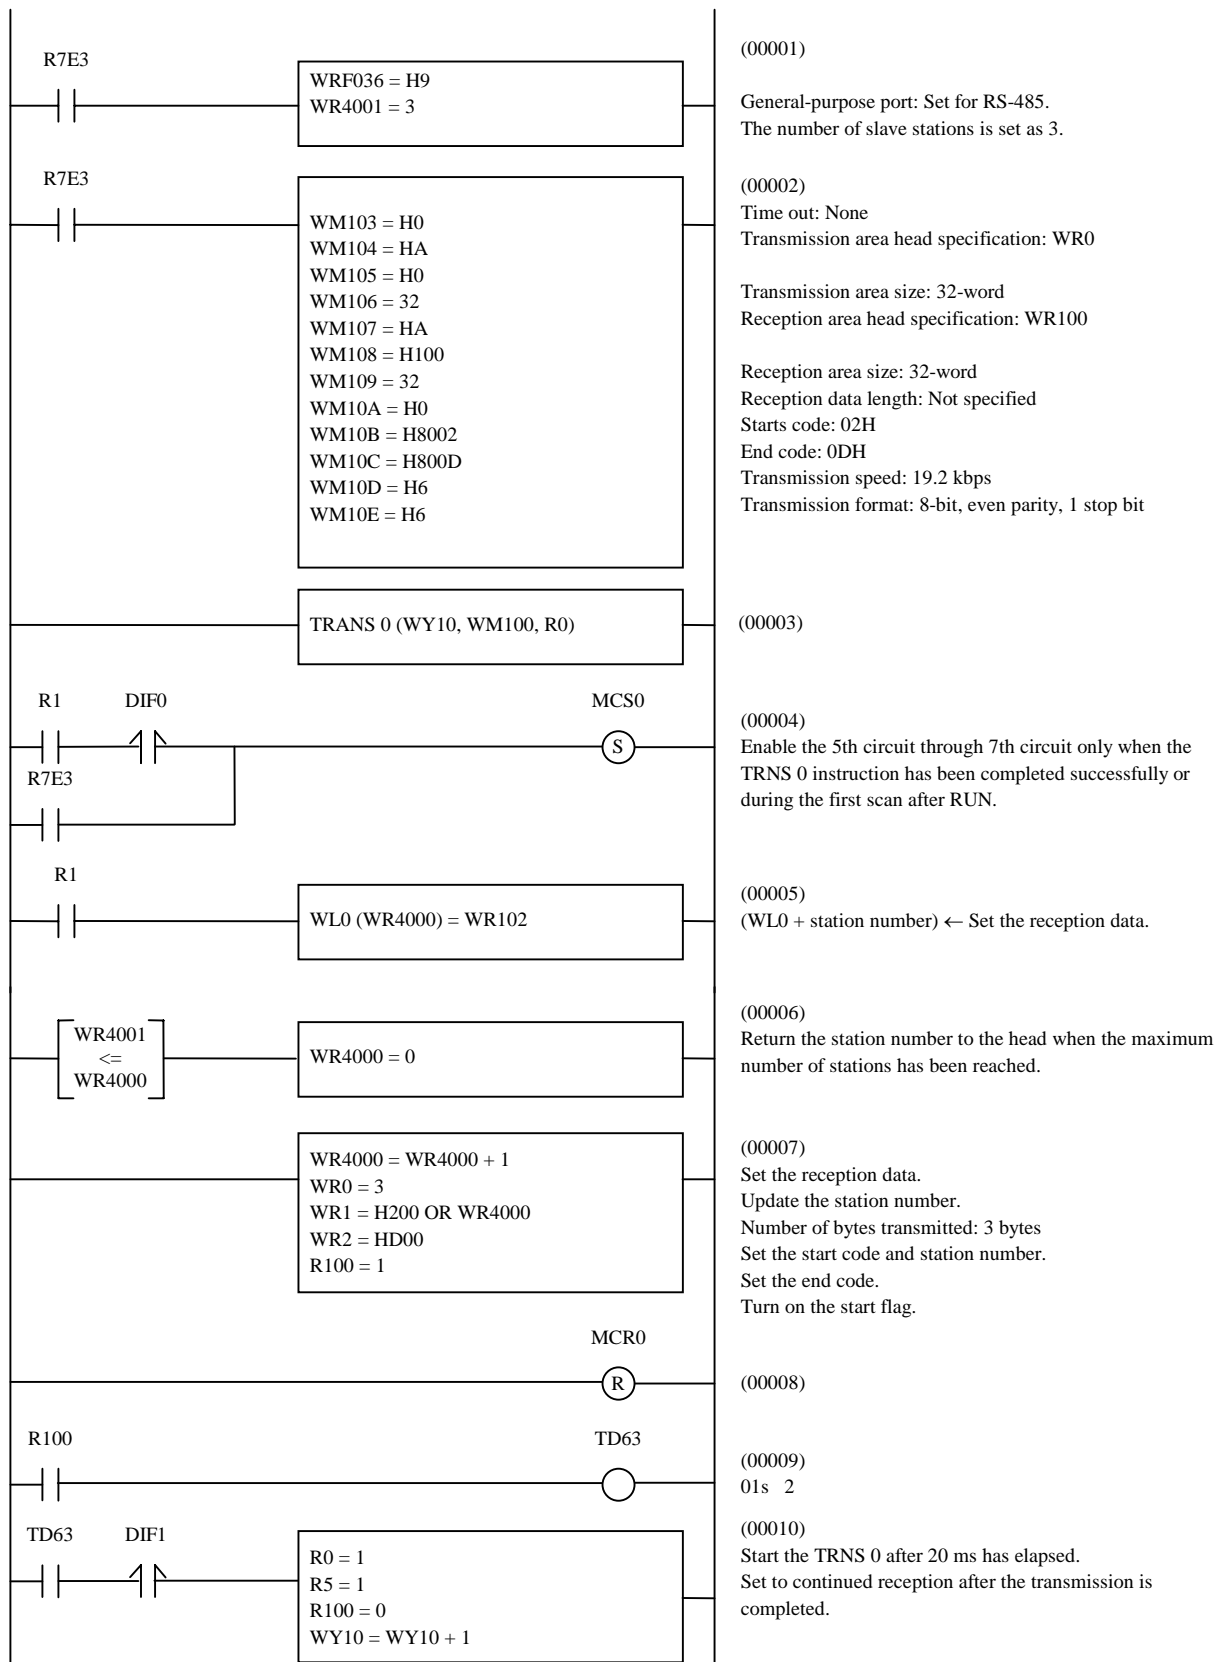 R7E3
WRF036 = H9
WR4001 = 3
(00001)
General-purpose port: Set for RS-485.
The number of slave stations is set as 3.
R7E3
WM103 = H0
WM104 = HA
WM105 = H0
WM106 = 32
WM107 = HA
WM108 = H100
WM109 = 32
WM10A = H0
WM10B = H8002
WM10C = H800D
WM10D = H6
WM10E = H6
(00002)
Time out: None
Transmission area head specification: WR0
Transmission area size: 32-word
Reception area head specification: WR100
Reception area size: 32-word
Reception data length: Not specified
Starts code: 02H
End code: 0DH
Transmission speed: 19.2 kbps
Transmission format: 8-bit, even parity, 1 stop bit
TRANS 0 (WY10, WM100, R0)
(00003)
R1 DIF0 MCS0
S
R7E3
(00004)
Enable the 5th circuit through 7th circuit only when the
TRNS 0 instruction has been completed successfully or
during the first scan after RUN.
R1
WL0 (WR4000) = WR102
(00005)
(WL0 + station number) ← Set the reception data.
WR4001
<=
WR4000
WR4000 = 0
(00006)
Return the station number to the head when the maximum
number of stations has been reached.
WR4000 = WR4000 + 1
WR0 = 3
WR1 = H200 OR WR4000
WR2 = HD00
R100 = 1
(00007)
Set the reception data.
Update the station number.
Number of bytes transmitted: 3 bytes
Set the start code and station number.
Set the end code.
Turn on the start flag.
MCR0
R
(00008)
R100 TD63
(00009)
01s 2
TD63 DIF1
R0 = 1
R5 = 1
R100 = 0
WY10 = WY10 + 1
(00010)
Start the TRNS 0 after 20 ms has elapsed.
Set to continued reception after the transmission is
completed.